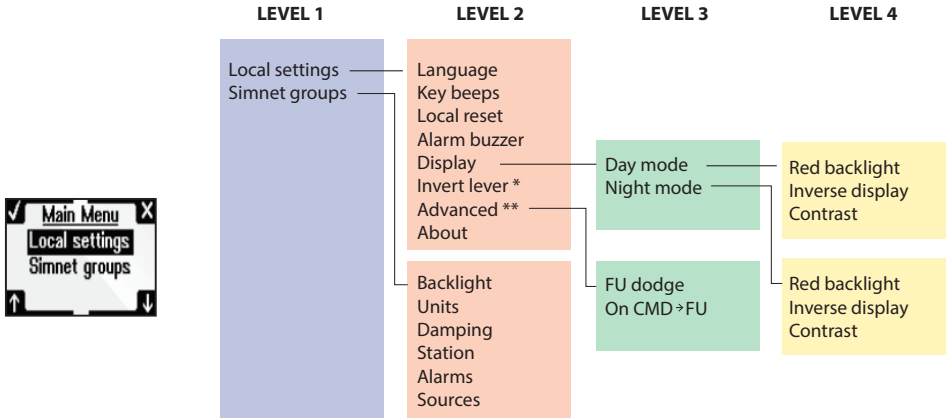 LEVEL 1
LEVEL 2
LEVEL 3
LEVEL 4
Main Menu
Local settings
Simnet groups
Local settings
Simnet groups
Language
Key beeps
Local reset
Alarm buzzer
Display
Invert lever *
Advanced **
About
Backlight
Units
Damping
Station
Alarms
Sources
Day mode
Night mode
FU dodge
On CMD→FU
Red backlight
Inverse display
Contrast
Red backlight
Inverse display
Contrast